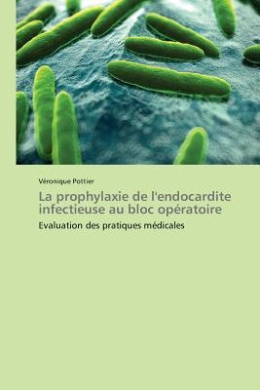 Véronique Pottier
La prophylaxie de l'endocardite
infectieuse au bloc opératoire
Evaluation des pratiques médicales